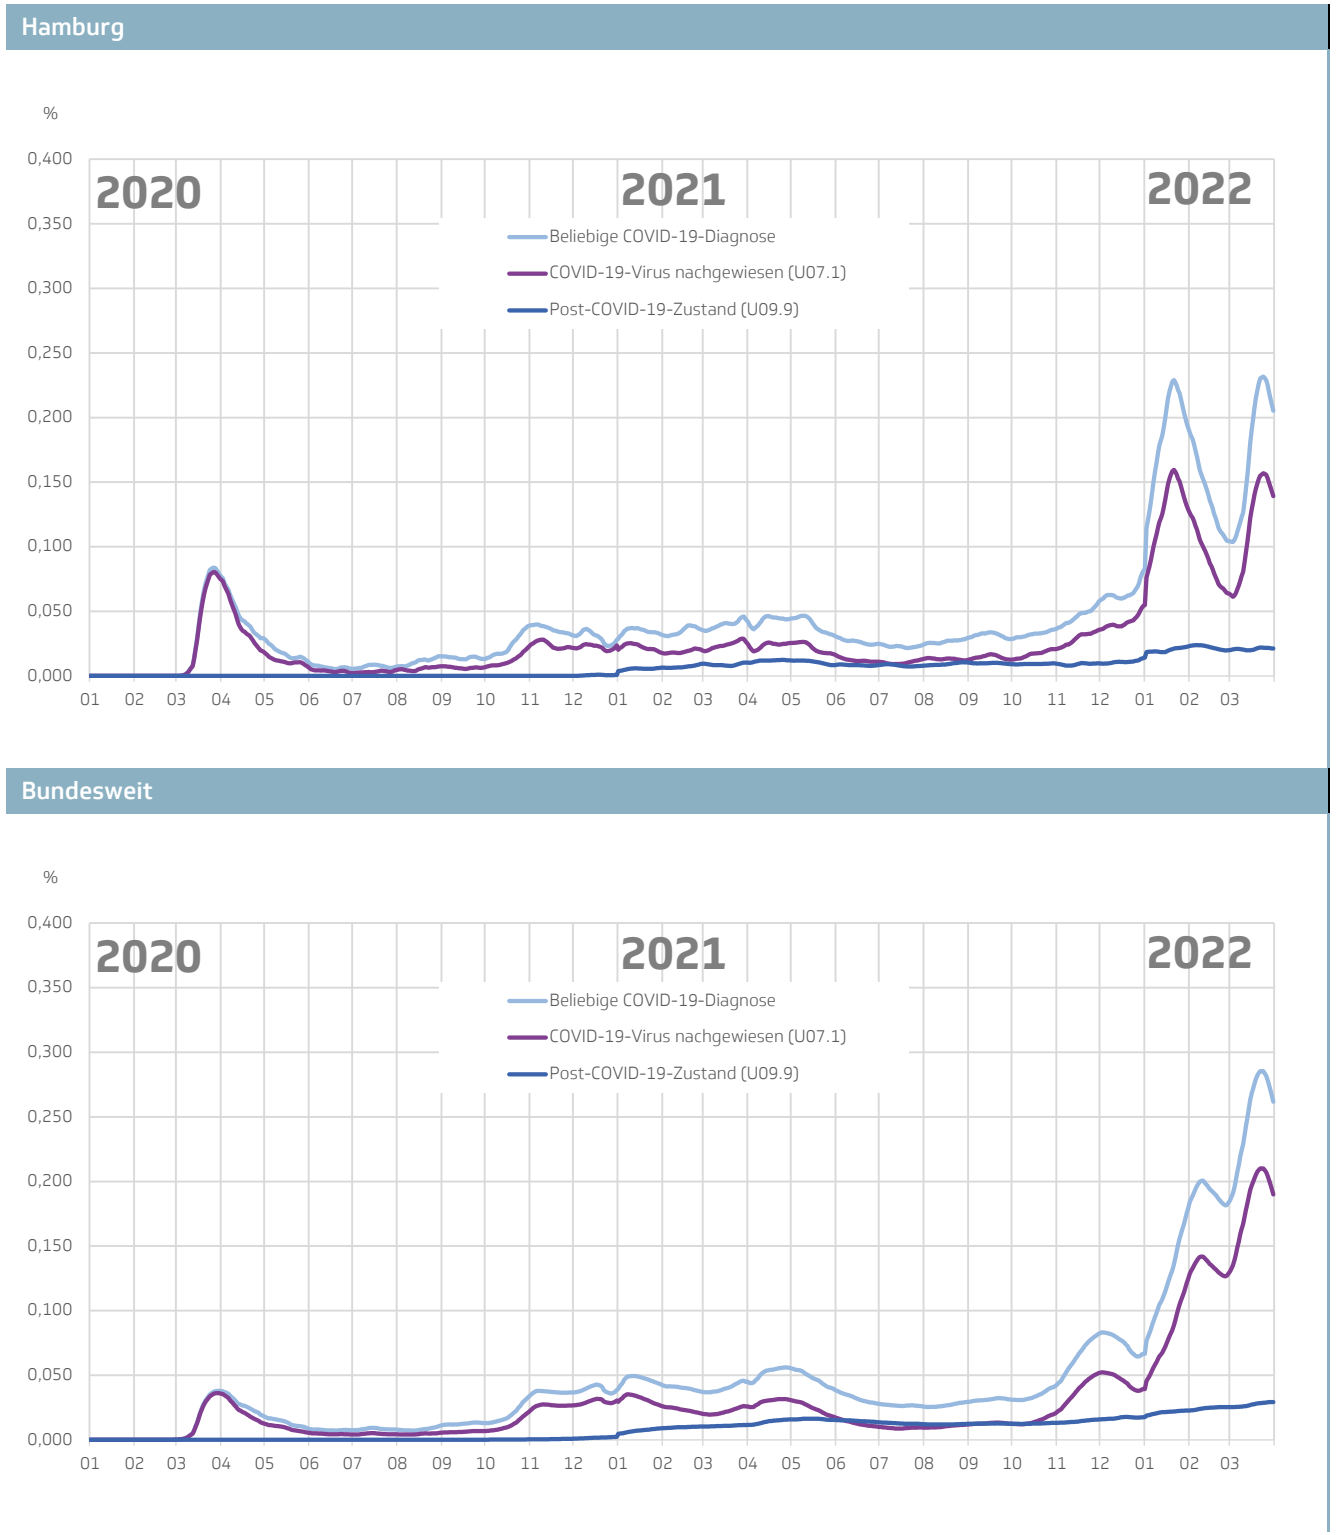 Hamburg
%
0,400
2020 2021 2022
0,350
Beliebige COVID-19-Diagnose
COVID-19-Virus nachgewiesen (U07.1)
0,300
Post-COVID-19-Zustand (U09.9)
0,250
0,200
0,150
0,100
0,050
0,000
01 02 03 04 05 06 07 08 09 10 11 12 01 02 03 04 05 06 07 08 09 10 11 12 01 02 03
Bundesweit
%
0,400
2020 2021 2022
0,350
Beliebige COVID-19-Diagnose
COVID-19-Virus nachgewiesen (U07.1)
0,300
Post-COVID-19-Zustand (U09.9)
0,250
0,200
0,150
0,100
0,050
0,000
01 02 03 04 05 06 07 08 09 10 11 12 01 02 03 04 05 06 07 08 09 10 11 12 01 02 03